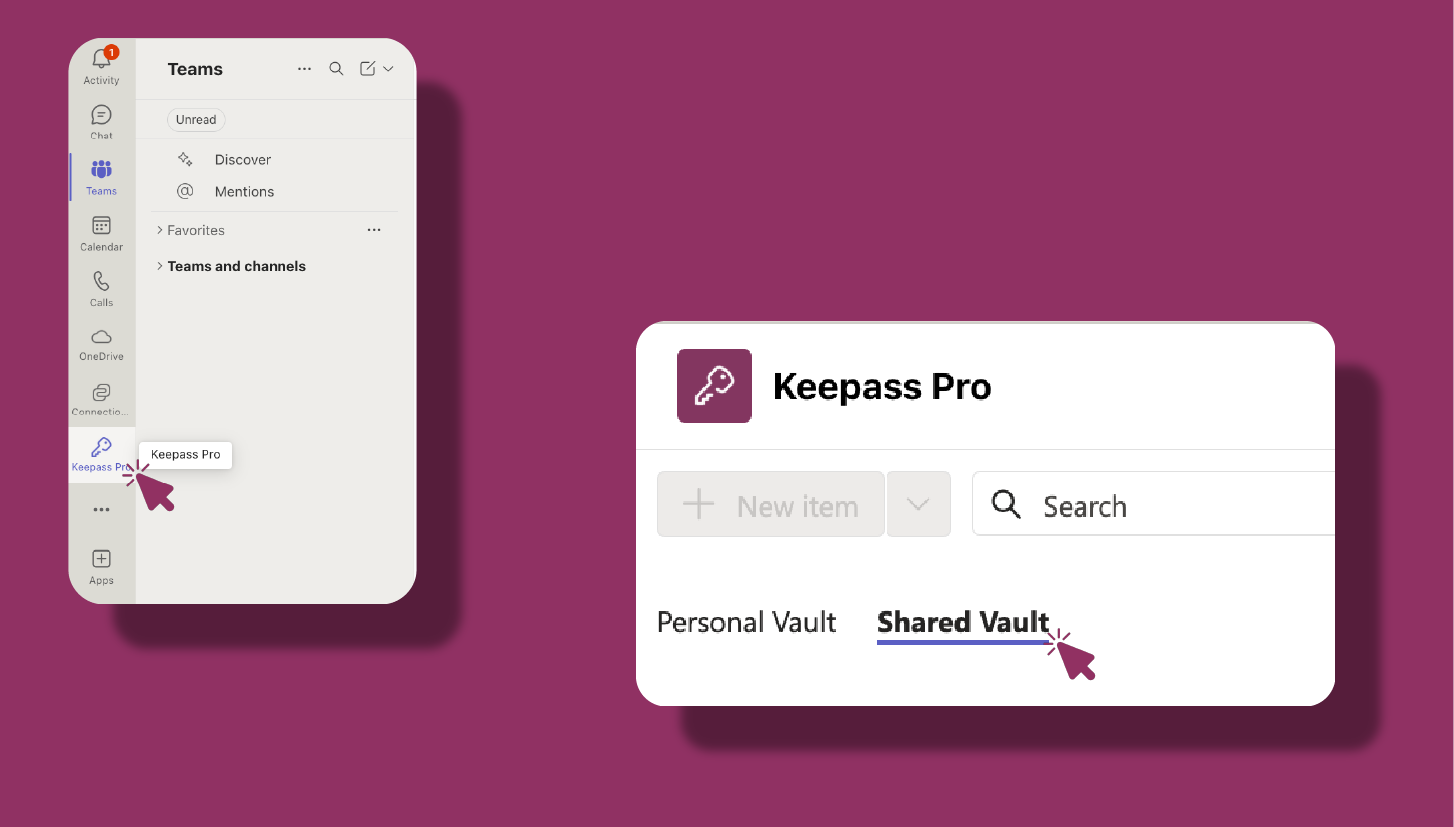 1
Activity
Chat
Teams
Calendar
Calls
OneDrive
Connectio...
Keepass Pro
Apps
Teams
Unread
Discover
@ Mentions
Favorites
Teams and channels
Keepass Pro
Keepass Pro
New item
Search
Personal Vault Shared Vault